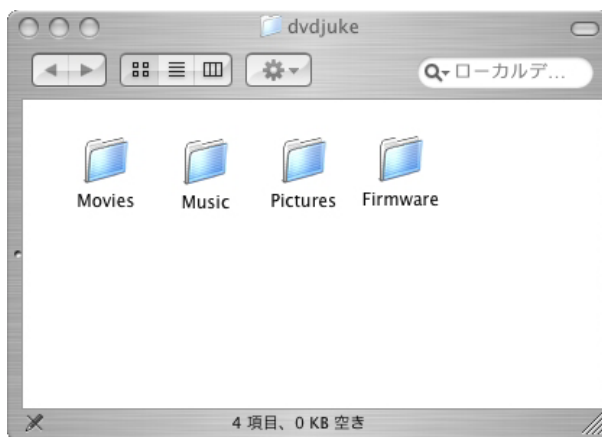 dvdjuke
ローカルデ...
Movies
Music
Pictures
Firmware
4 項目、0 KB 空き